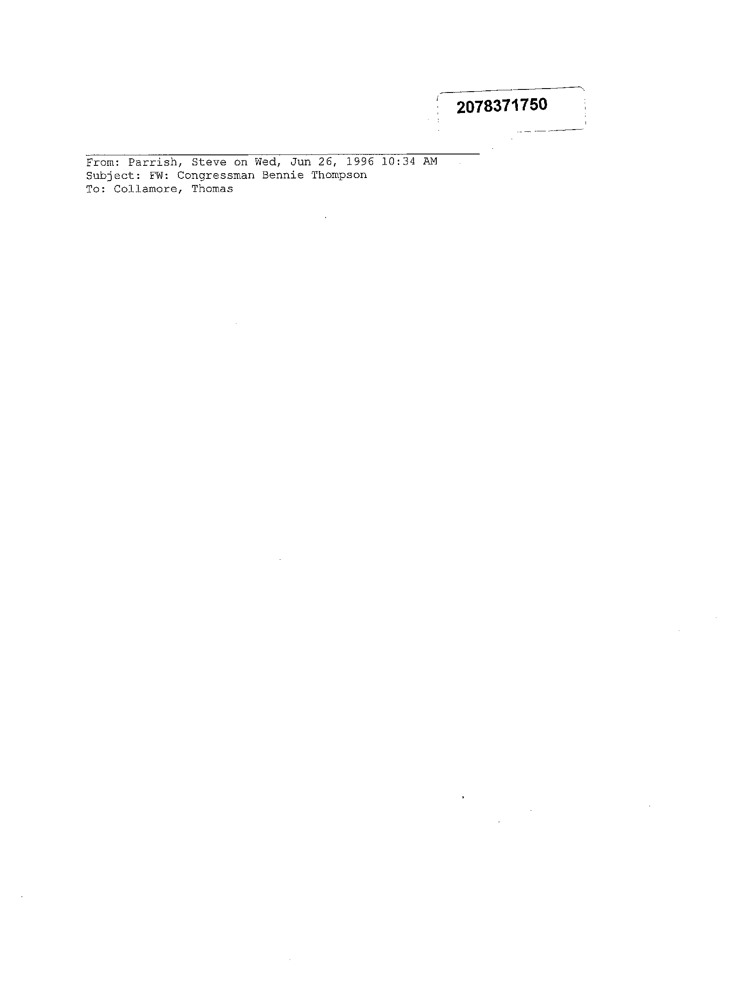 2078371750
From: Parrish, Steve on Wed, Jun 26, 1996 10:34 AM
Subject: FW: Congressman Bennie Thompson
To: Collamore, Thomas